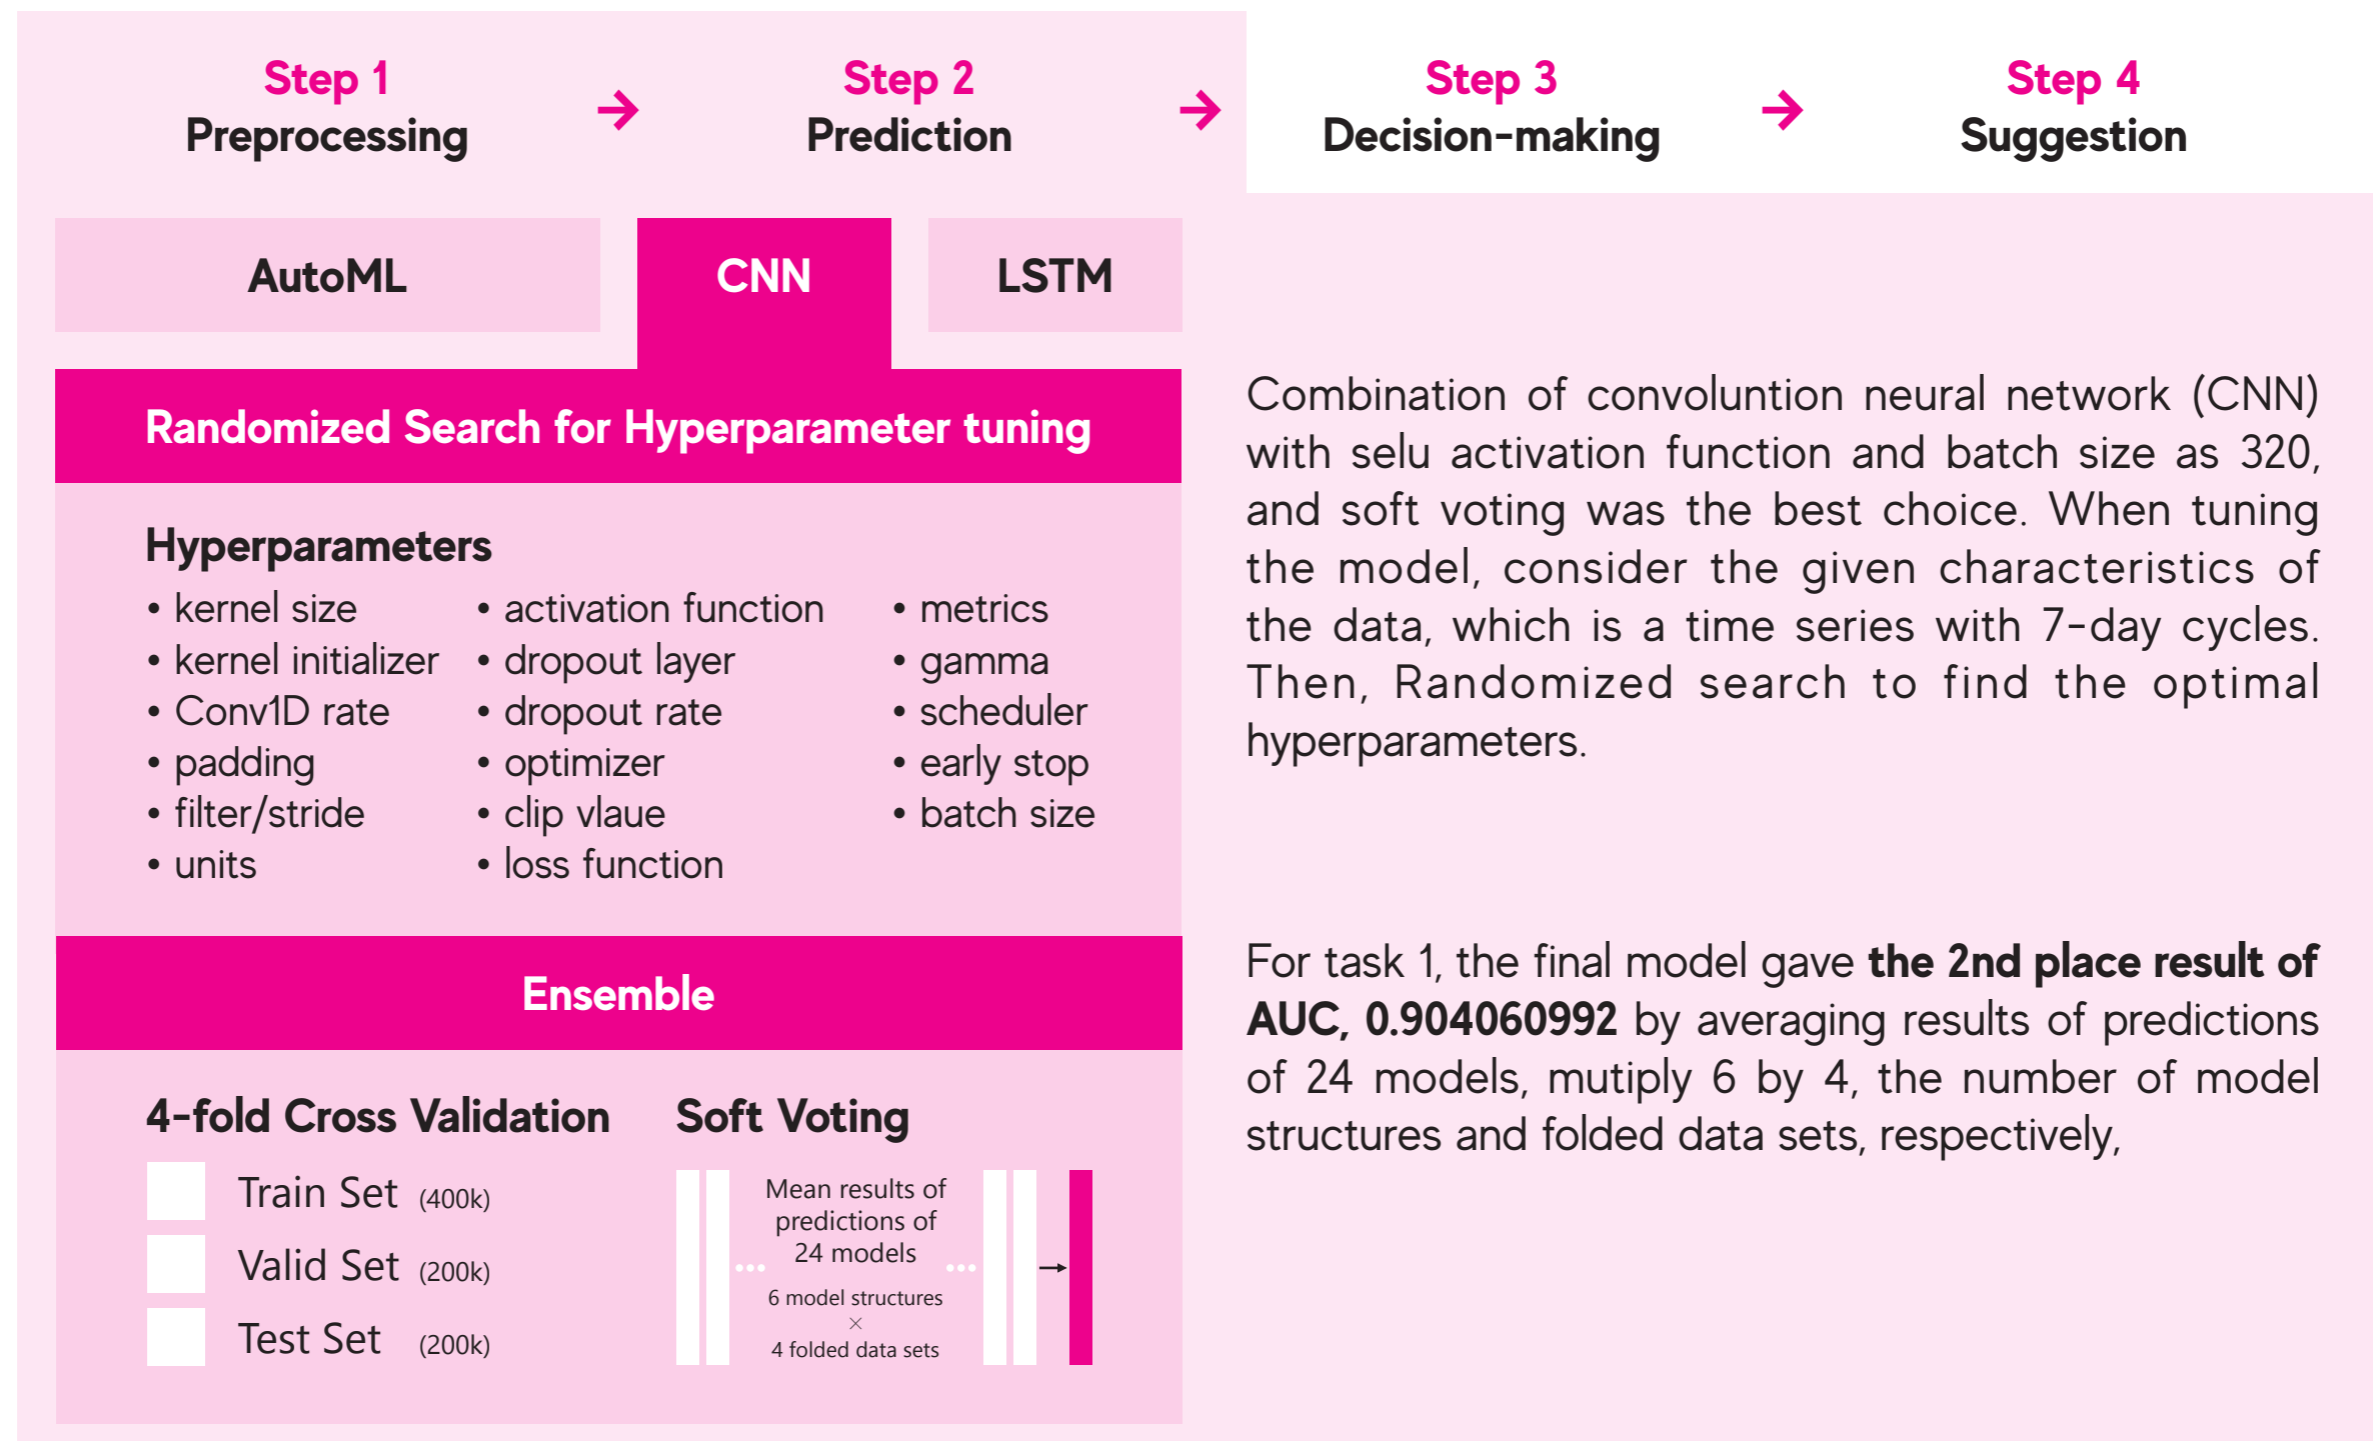 Step 1
Preprocessing
→
Step 2
Prediction
→
Step 3
Decision-making
→
Step 4
Suggestion
AutoML
CNN
LSTM
Randomized Search for Hyperparameter tuning
Hyperparameters
• kernel size
• kernel initializer
• Conv1D rate
• padding
• filter/stride
• units
• activation function
• dropout layer
• dropout rate
• optimizer
• clip vlaue
• loss function
• metrics
• gamma
• scheduler
• early stop
• batch size
Combination of convoluntion neural network (CNN)
with selu activation function and batch size as 320,
and soft voting was the best choice. When tuning
the model, consider the given characteristics of
the data, which is a time series with 7-day cycles.
Then, Randomized search to find the optimal
hyperparameters.
Ensemble
4-fold Cross Validation
Train Set (400k)
Valid Set (200k)
Test Set (200k)
Soft Voting
Mean results of
predictions of
24 models
6 model structures
×
4 folded data sets
For task 1, the final model gave the 2nd place result of
AUC, 0.904060992 by averaging results of predictions
of 24 models, mutiply 6 by 4, the number of model
structures and folded data sets, respectively,